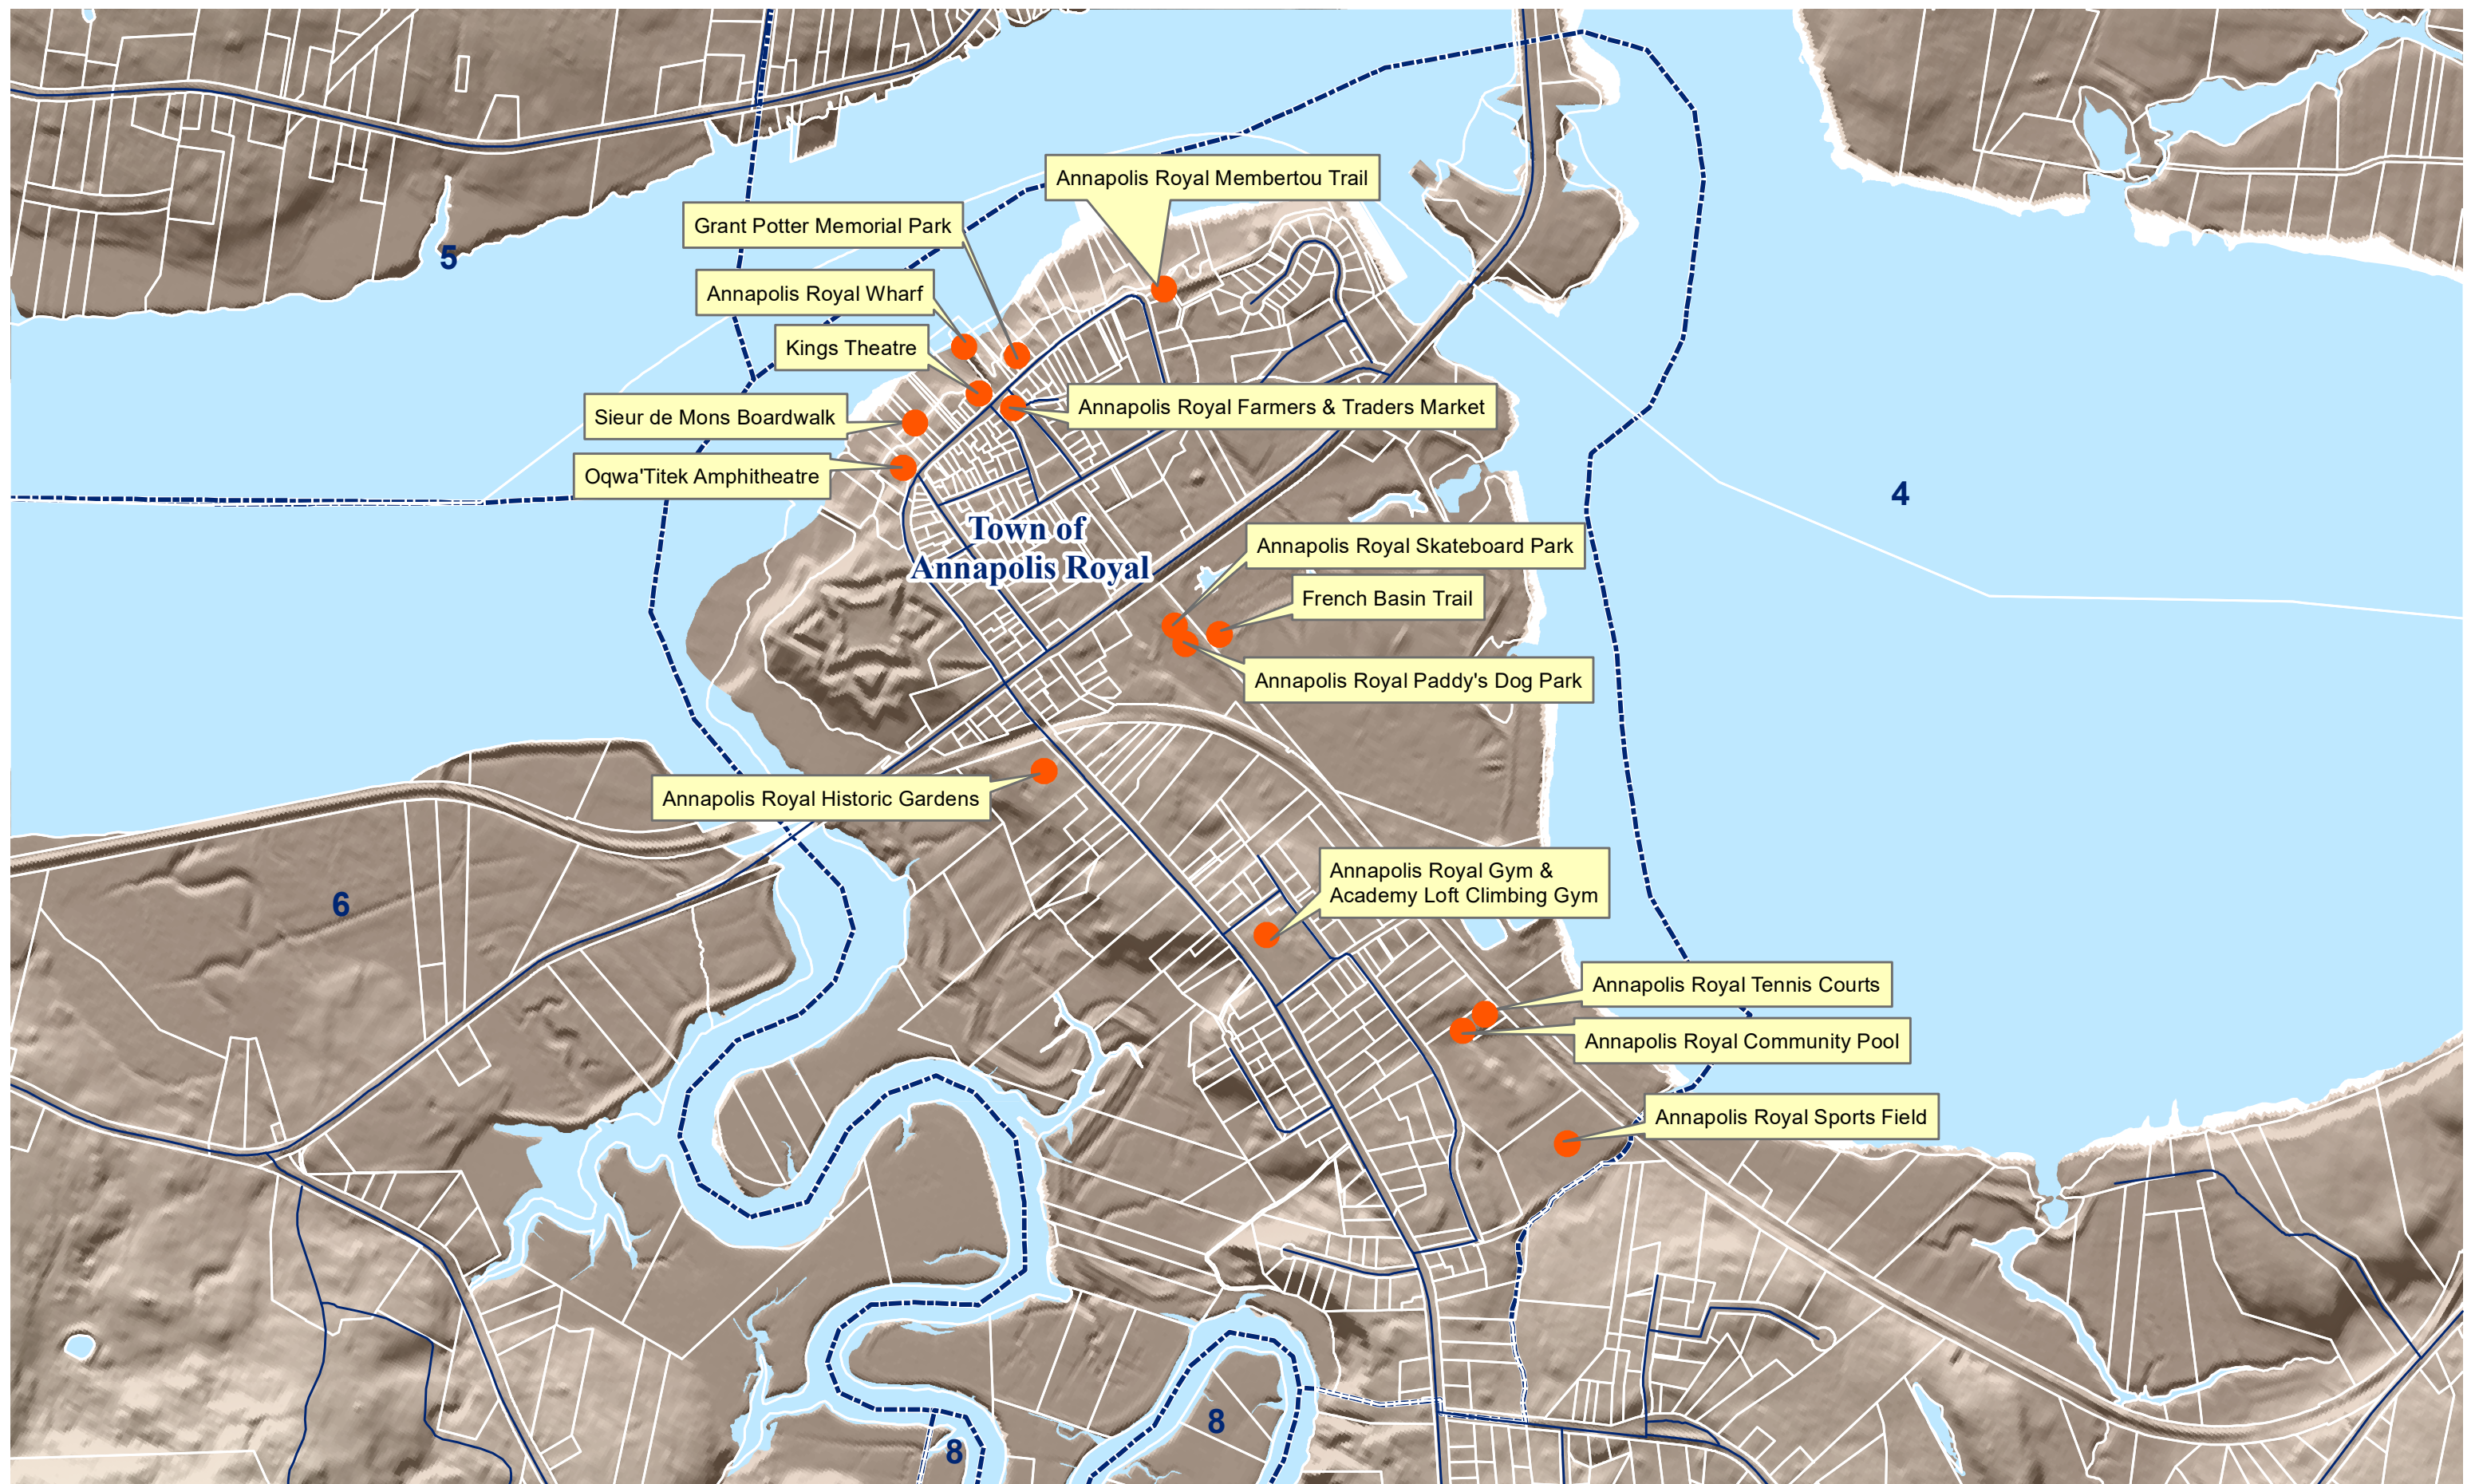 Annapolis Royal Membertou Trail
Grant Potter Memorial Park
5
Annapolis Royal Wharf
Kings Theatre
Sieur de Mons Boardwalk
Annapolis Royal Farmers & Traders Market
Oqwa'Titek Amphitheatre
4
Town of
Annapolis Royal
Annapolis Royal Skateboard Park
French Basin Trail
Annapolis Royal Paddy's Dog Park
Annapolis Royal Historic Gardens
Annapolis Royal Gym &
Academy Loft Climbing Gym
6
Annapolis Royal Tennis Courts
Annapolis Royal Community Pool
Annapolis Royal Sports Field
8
8